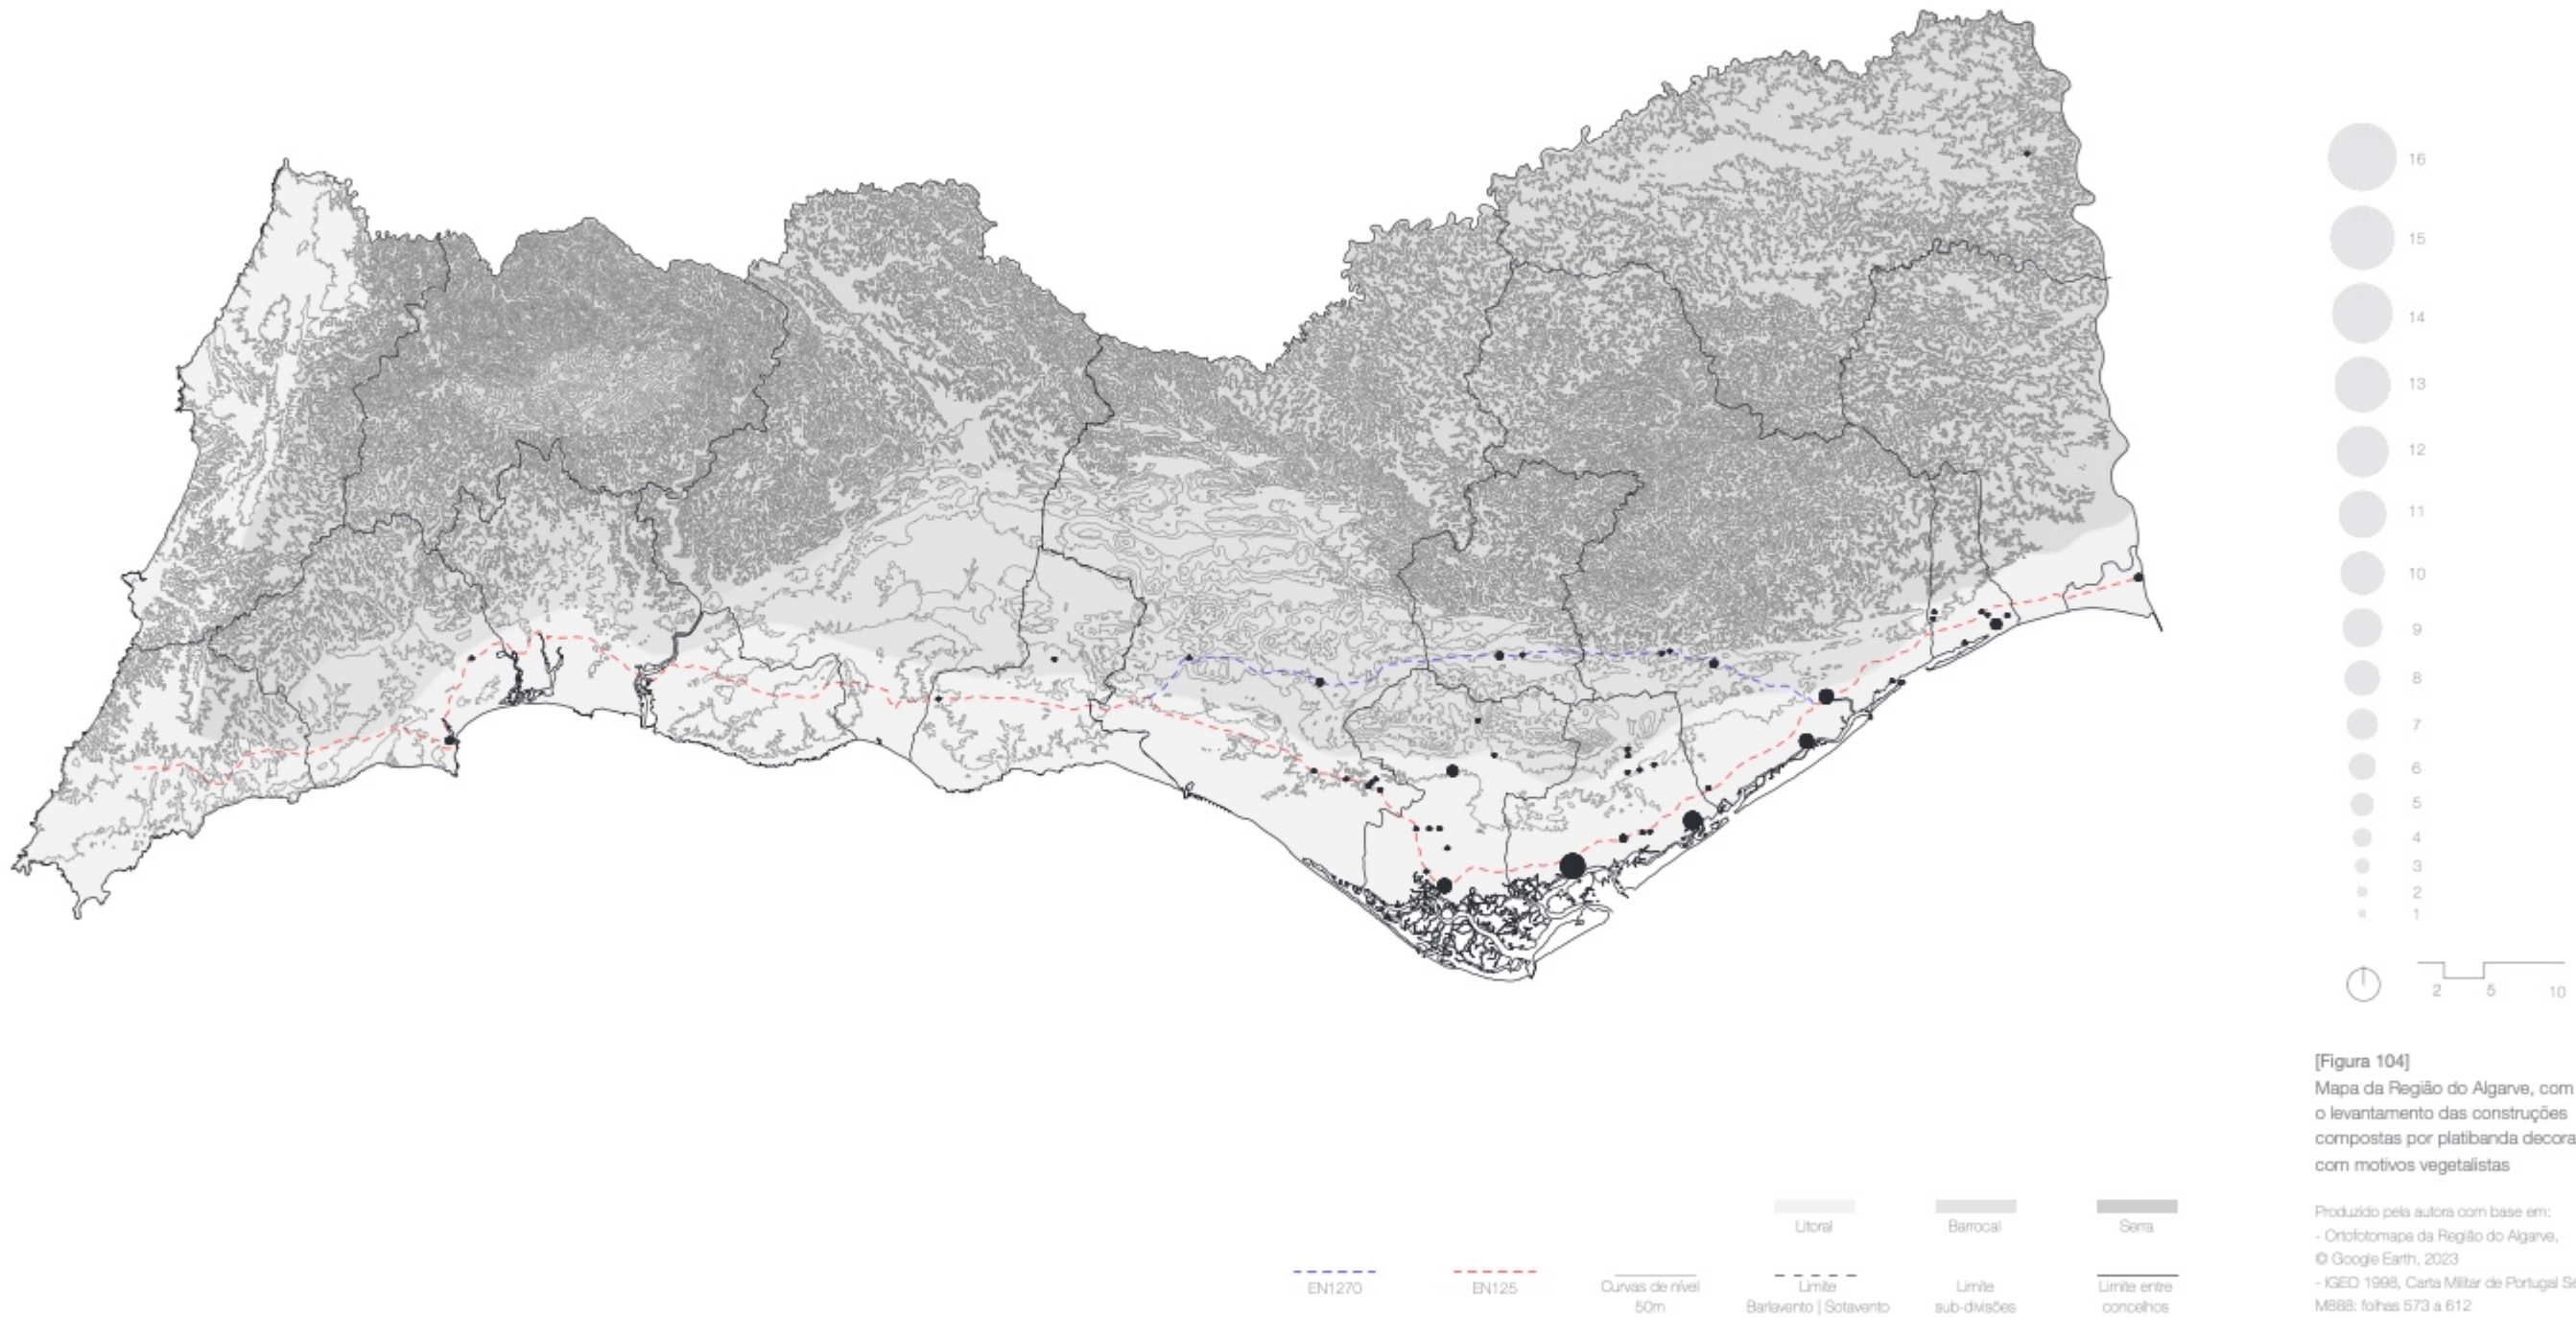 16
15
14
13
12
11
10
9
8
7
6
5
4
3
2
1
2 5 10
[Figura 104]
Mapa da Região do Algarve, com
o levantamento das construções
compostas por platibanda decora
com motivos vegetalistas
Produzido pela autora com base em:
- Ortofotomapa da Região do Algarve,
© Google Earth, 2023
- IGEO 1998, Carta Militar de Portugal Sé
M888: folhas 573 a 612
Litoral
Barrocal
Serra
EN1270
EN125
Curvas de nível
50m
Limite
Barlavento | Sotavento
Limite
sub-divisões
Limite entre
concelhos